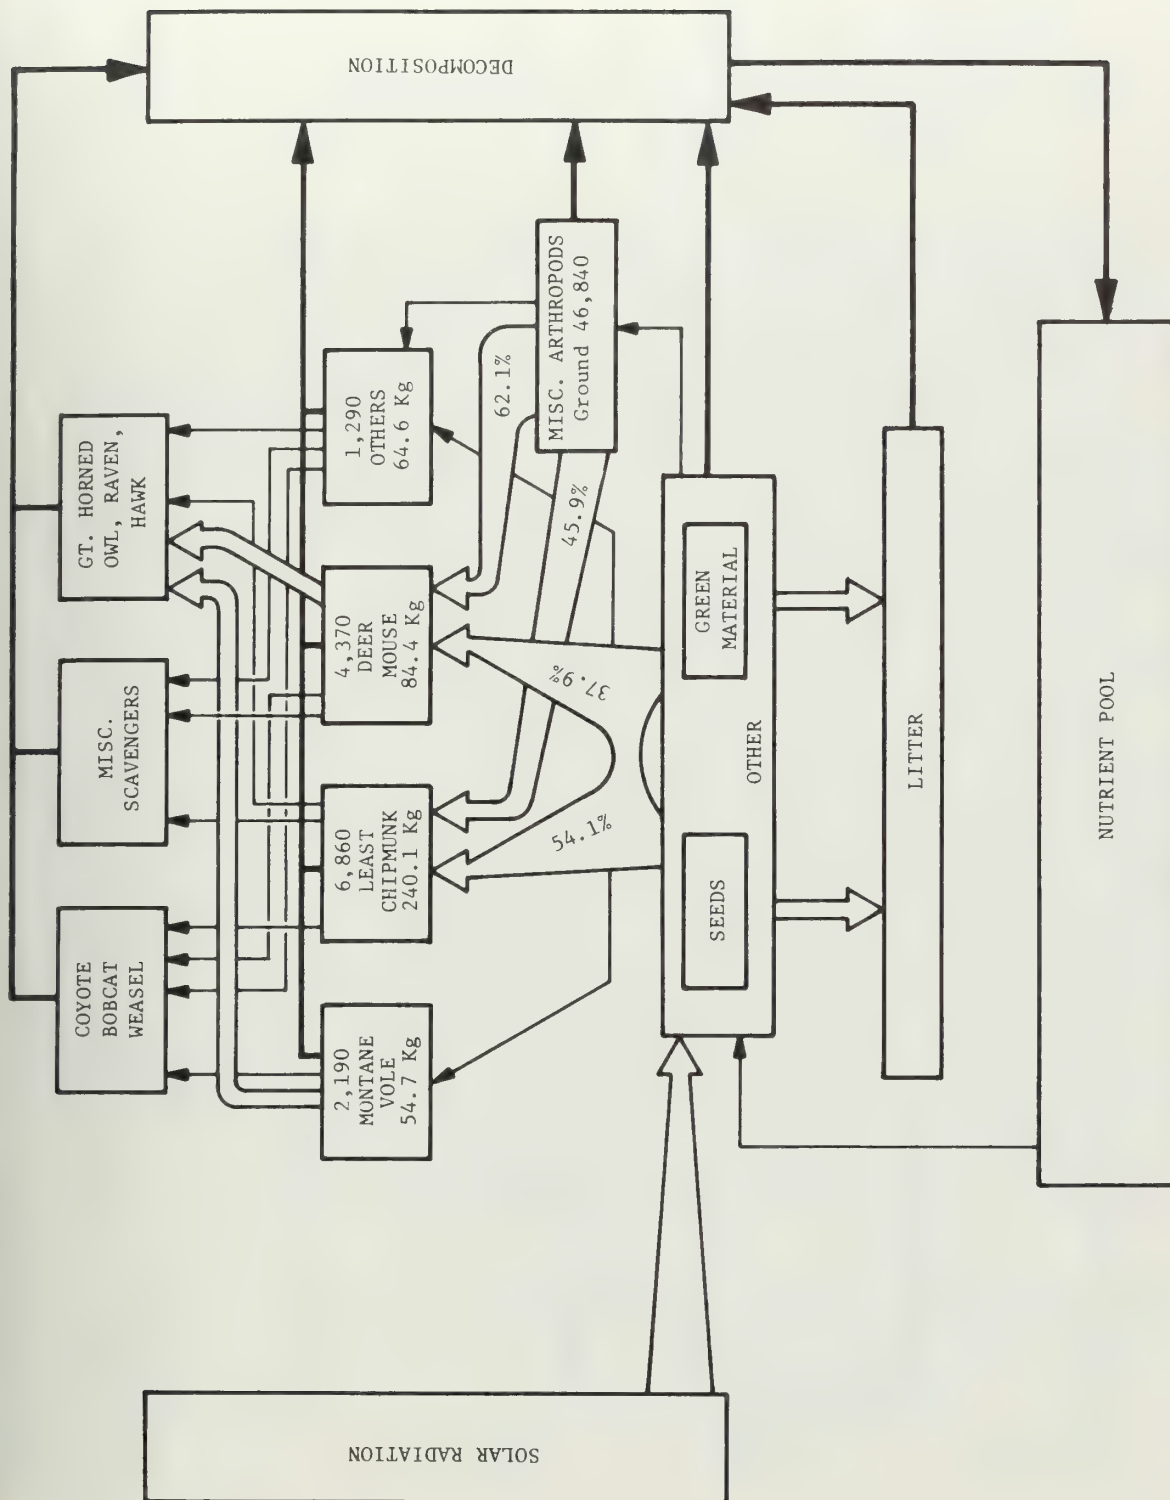 DECOMPOSITION
GT. HORNED
OWL, RAVEN,
HAWK
MISC.
SCAVENGERS
COYOTE
BOBCAT
WEASEL
1,290
OTHERS
64.6 Kg
4,370
DEER
MOUSE
84.4 Kg
6,860
LEAST
CHIPMUNK
240.1 Kg
2,190
MONTANE
VOLE
54.7 Kg
MISC. ARTHROPODS
Ground 46,840
62.1%
45.9%
37.9%
54.1%
GREEN
MATERIAL
OTHER
SEEDS
LITTER
NUTRIENT POOL
SOLAR RADIATION